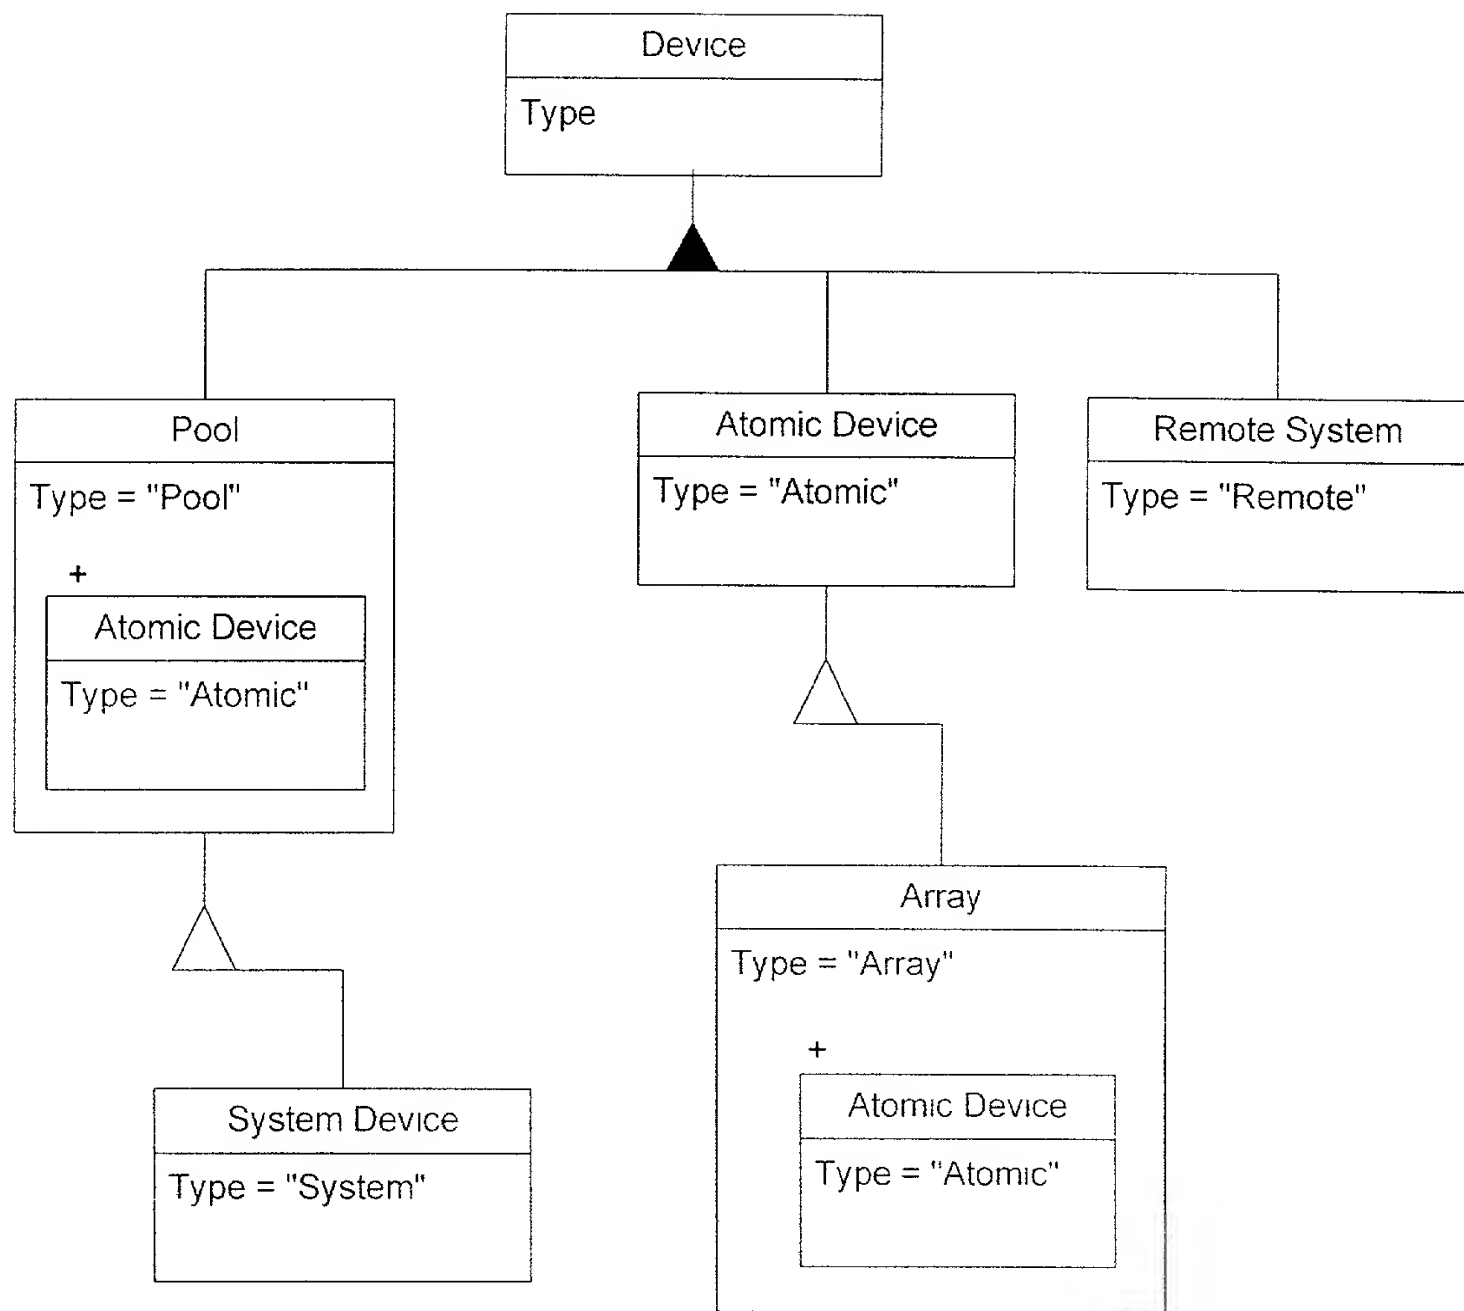 Device
Type
Pool
Type = "Pool"
+
Atomic Device
Type = "Atomic"
Atomic Device
Type = "Atomic"
Remote System
Type = "Remote"
System Device
Type = "System"
Array
Type = "Array"
+
Atomic Device
Type = "Atomic"